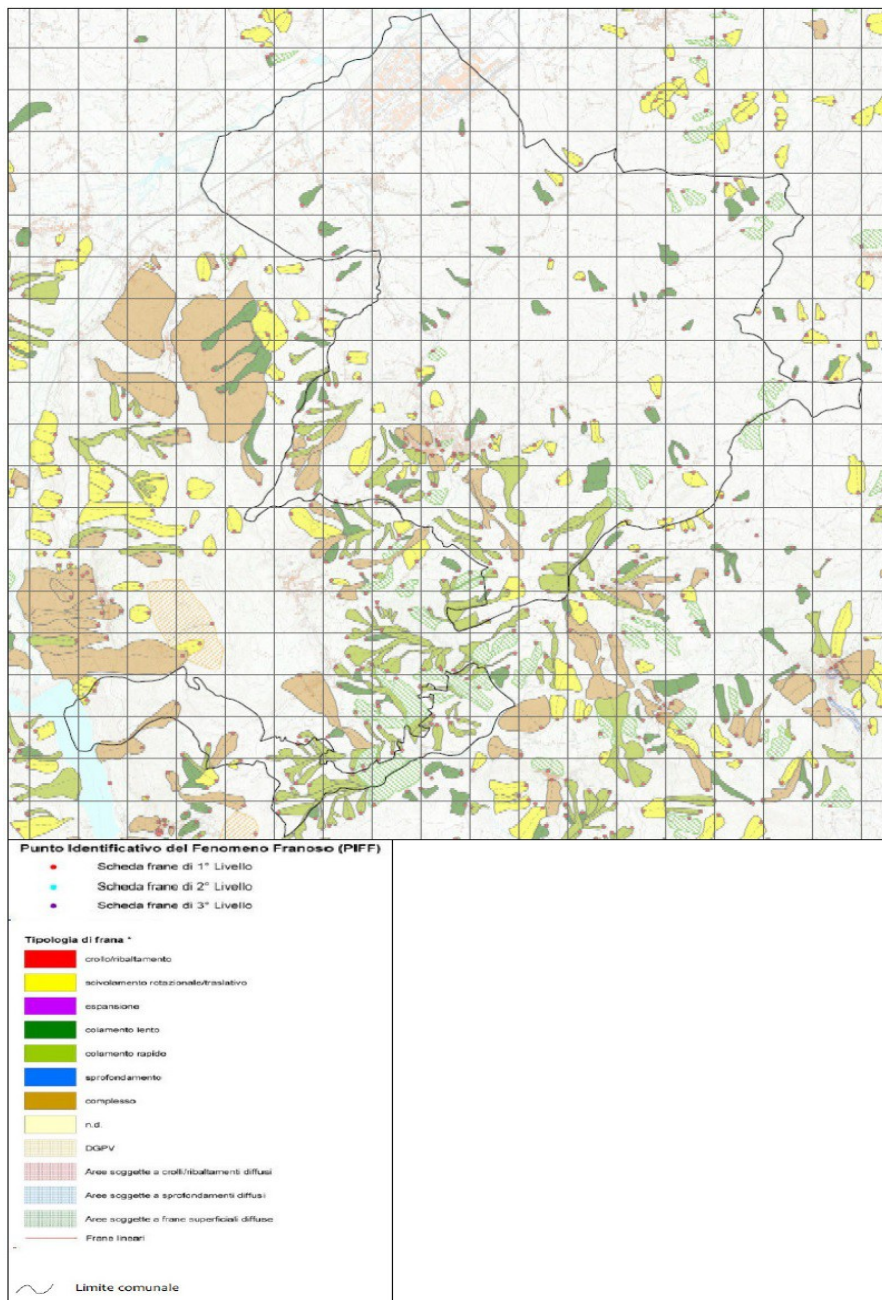 Punto Identificativo del Fenomeno Franoso (PIFF)
Scheda frane di 1° Livello
Scheda frane di 2° Livello
Scheda frane di 3° Livello
Tipologia di frana *
crollo/ribaltamento
scivolamento rotazionale/traslativo
espansione
colamento lento
colamento rapido
sprofondamento
complesso
n.d.
DGPV
Aree soggette a crolli/ribaltamenti diffusi
Aree soggette a sprofondamenti diffusi
Aree soggette a frane superficiali diffuse
Frane lineari
Limite comunale